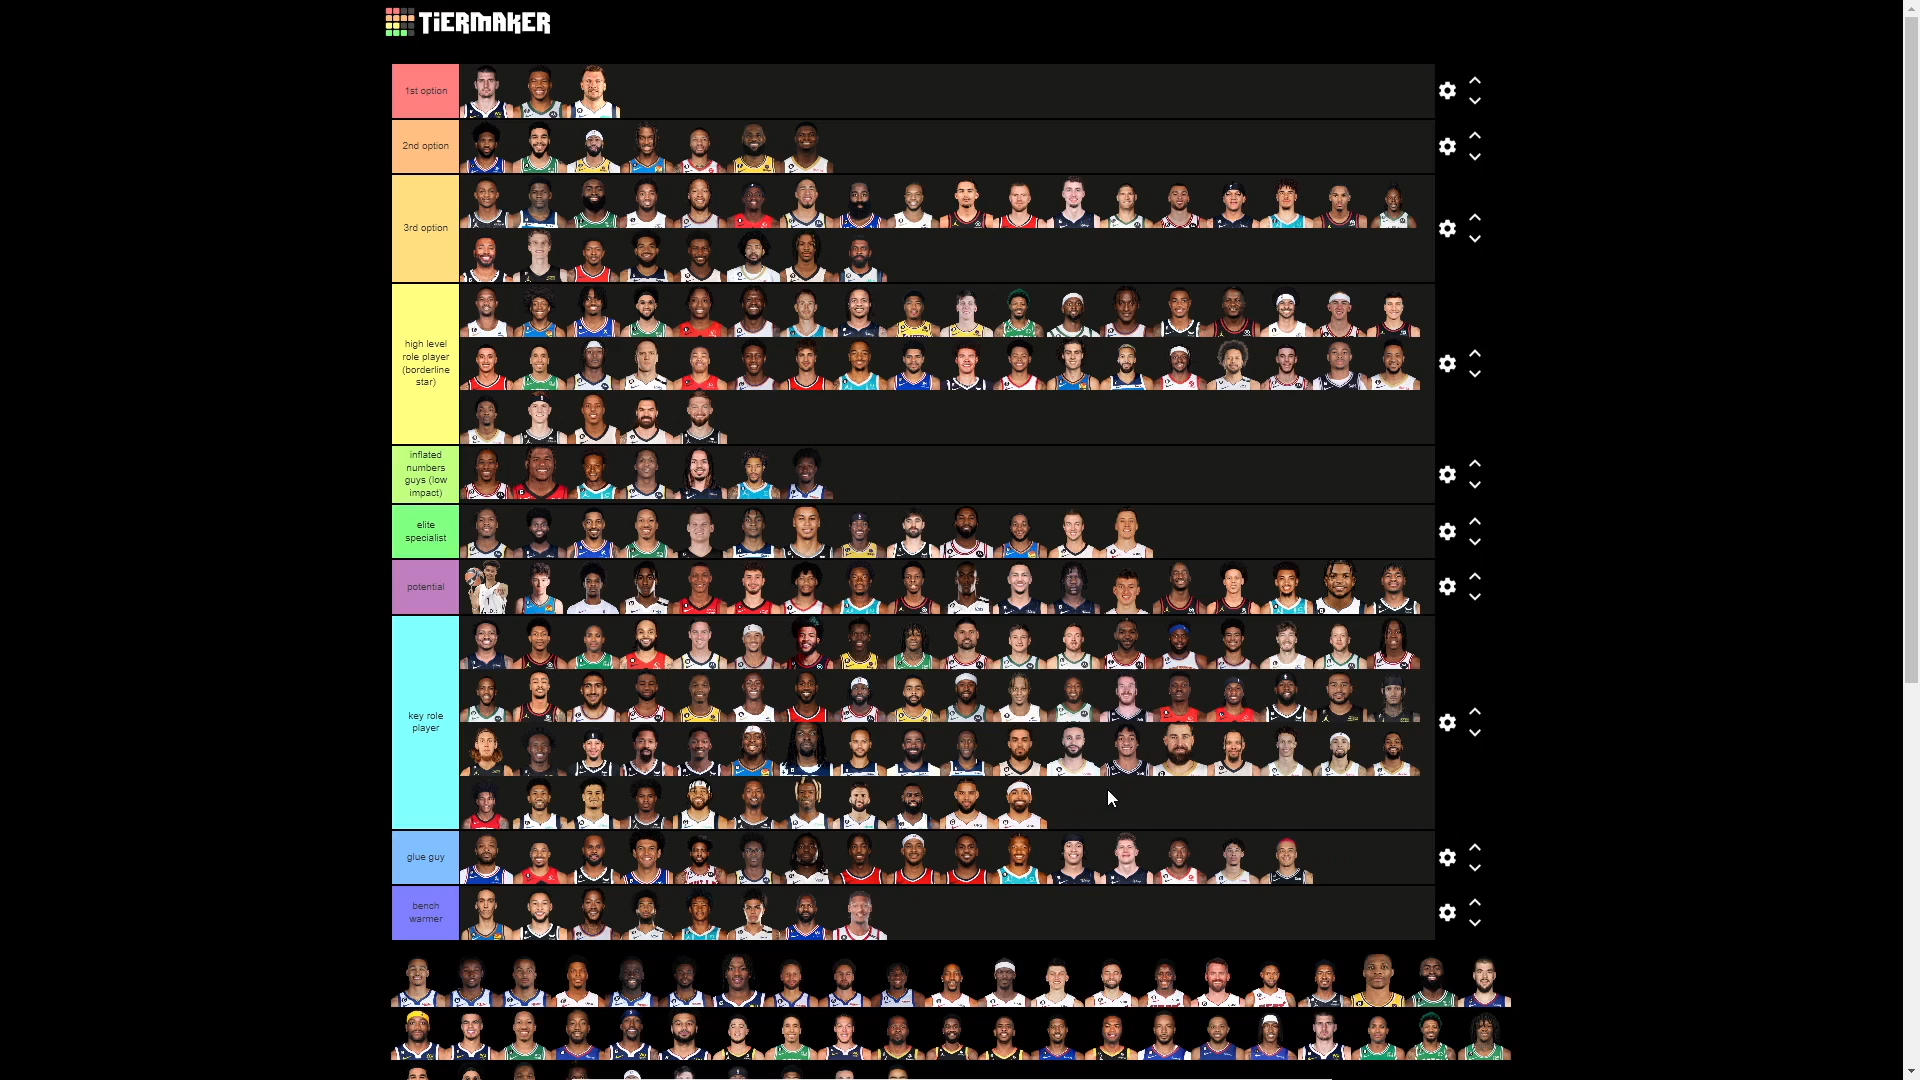 TiERMAKER
1st option
2nd option
3rd option
high level
role player
(borderline
star)
inflated
numbers
guys (low
impact)
elite
specialist
potential
key role
player
glue guy
bench
warmer